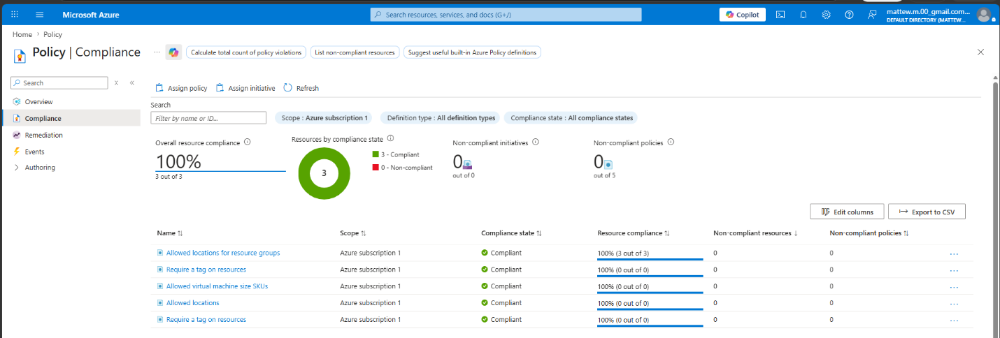 Microsoft Azure
Search resources, services, and docs (G+/)
Copilot
mattew.m.00_gmail.com...
DEFAULT DIRECTORY (MATTEW...
Home > Policy
Policy | Compliance
...
Calculate total count of policy violations
List non-compliant resources
Suggest useful built-in Azure Policy definitions
Search
Overview
Compliance
Remediation
Events
Authoring
Assign policy
Assign initiative
Refresh
Search
Filter by name or ID...
Scope : Azure subscription 1
Definition type : All definition types
Compliance state : All compliance states
Overall resource compliance
100%
3 out of 3
Resources by compliance state
3
3 - Compliant
0 - Non-compliant
Non-compliant initiatives
0
out of 0
Non-compliant policies
0
out of 5
Edit columns
Export to CSV
Name Scope Compliance state Resource compliance Non-compliant resources Non-compliant policies
Allowed locations for resource groups Azure subscription 1 Compliant 100% (3 out of 3) 0 0 ...
Require a tag on resources Azure subscription 1 Compliant 100% (0 out of 0) 0 0 ...
Allowed virtual machine size SKUs Azure subscription 1 Compliant 100% (0 out of 0) 0 0 ...
Allowed locations Azure subscription 1 Compliant 100% (0 out of 0) 0 0 ...
Require a tag on resources Azure subscription 1 Compliant 100% (0 out of 0) 0 0 ...